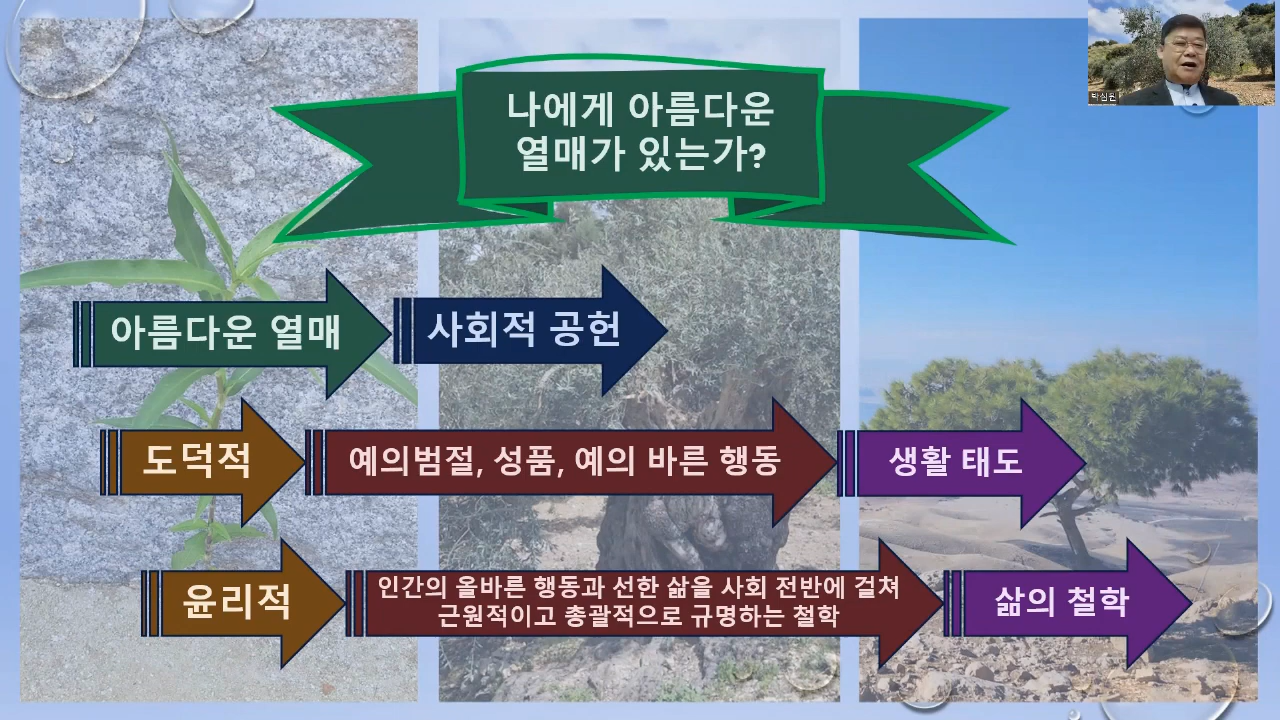 나에게 아름다운
열매가 있는가?
박심원
아름다운 열매
사회적 공헌
도덕적
예의범절, 성품, 예의 바른 행동
생활 태도
윤리적
인간의 올바른 행동과 선한 삶을 사회 전반에 걸쳐
근원적이고 총괄적으로 규명하는 철학
삶의 철학